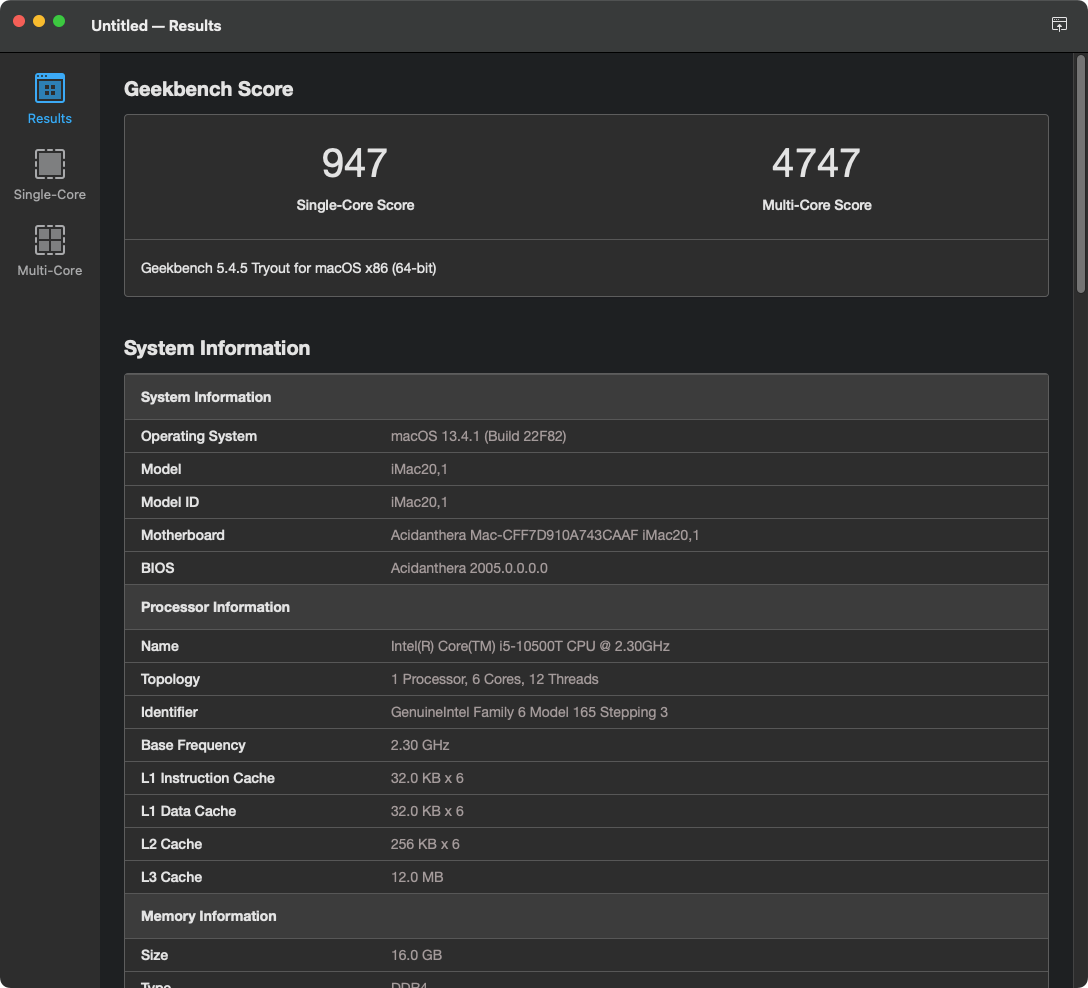 Untitled — Results
Results
Single-Core
Multi-Core
Geekbench Score
947
Single-Core Score
4747
Multi-Core Score
Geekbench 5.4.5 Tryout for macOS x86 (64-bit)
System Information
System Information
Operating System macOS 13.4.1 (Build 22F82)
Model iMac20,1
Model ID iMac20,1
Motherboard Acidanthera Mac-CFF7D910A743CAAF iMac20,1
BIOS Acidanthera 2005.0.0.0.0
Processor Information
Name Intel(R) Core(TM) i5-10500T CPU @ 2.30GHz
Topology 1 Processor, 6 Cores, 12 Threads
Identifier GenuineIntel Family 6 Model 165 Stepping 3
Base Frequency 2.30 GHz
L1 Instruction Cache 32.0 KB x 6
L1 Data Cache 32.0 KB x 6
L2 Cache 256 KB x 6
L3 Cache 12.0 MB
Memory Information
Size 16.0 GB
Type DDR4